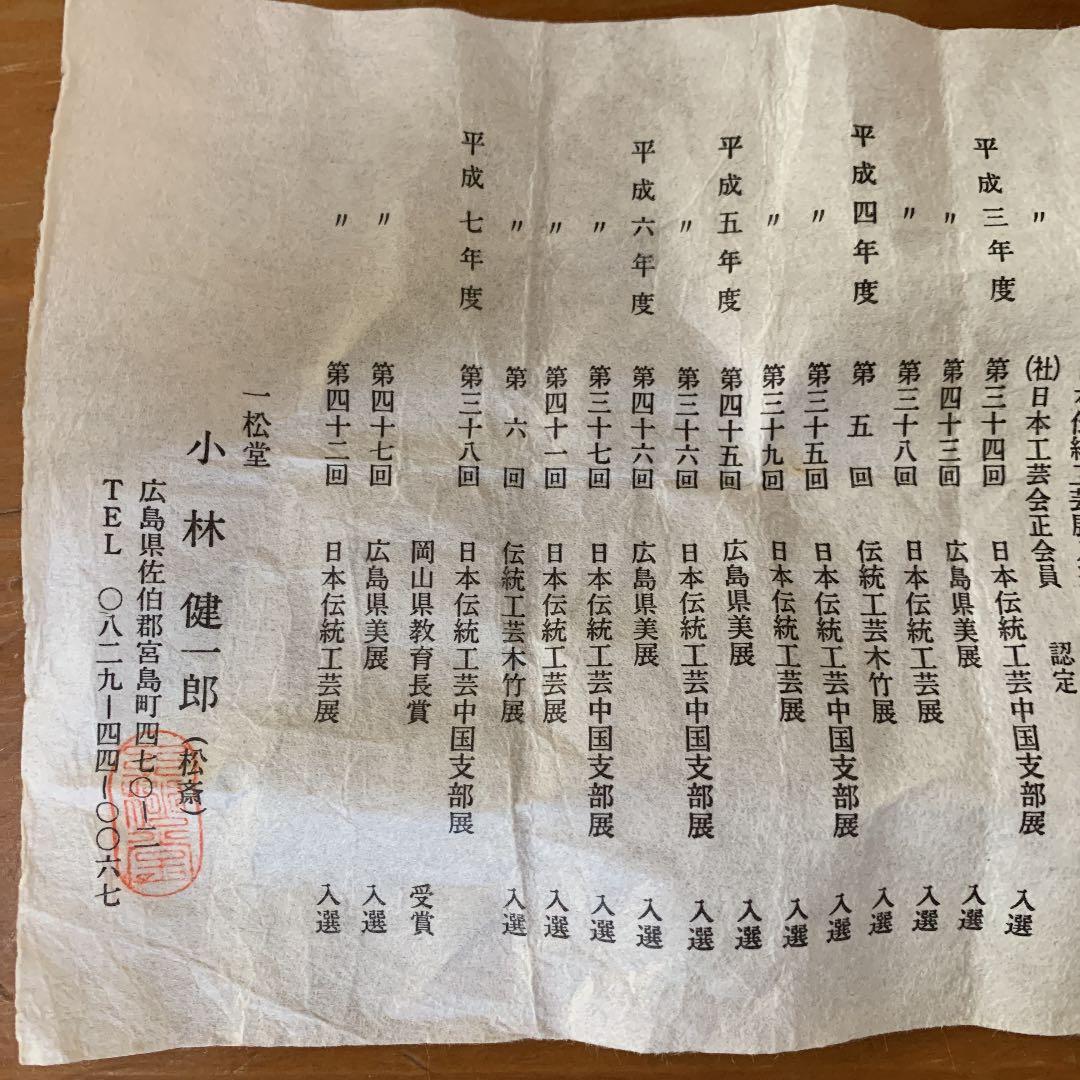 本伝統工芸展
〃 (社)日本工芸会正会員 認定
平成三年度 第三十四回 日本伝統工芸中国支部展 入選
〃 第四十三回 広島県美展 入選
〃 第三十八回 日本伝統工芸展 入選
平成四年度 第五回 伝統工芸木竹展 入選
〃 第三十五回 日本伝統工芸中国支部展 入選
〃 第三十九回 日本伝統工芸展 入選
平成五年度 第四十五回 広島県美展 入選
〃 第三十六回 日本伝統工芸中国支部展 入選
平成六年度 第四十六回 広島県美展 入選
〃 第三十七回 日本伝統工芸中国支部展 入選
〃 第四十一回 日本伝統工芸展 入選
〃 第六回 伝統工芸木竹展 入選
平成七年度 第三十八回 日本伝統工芸中国支部展
岡山県教育長賞 受賞
〃 第四十七回 広島県美展 入選
〃 第四十二回 日本伝統工芸展 入選
一松堂
小林健一郎(松斎)
広島県佐伯郡宮島町四七〇ー二
TEL 〇八二九ー四四ー〇〇六七